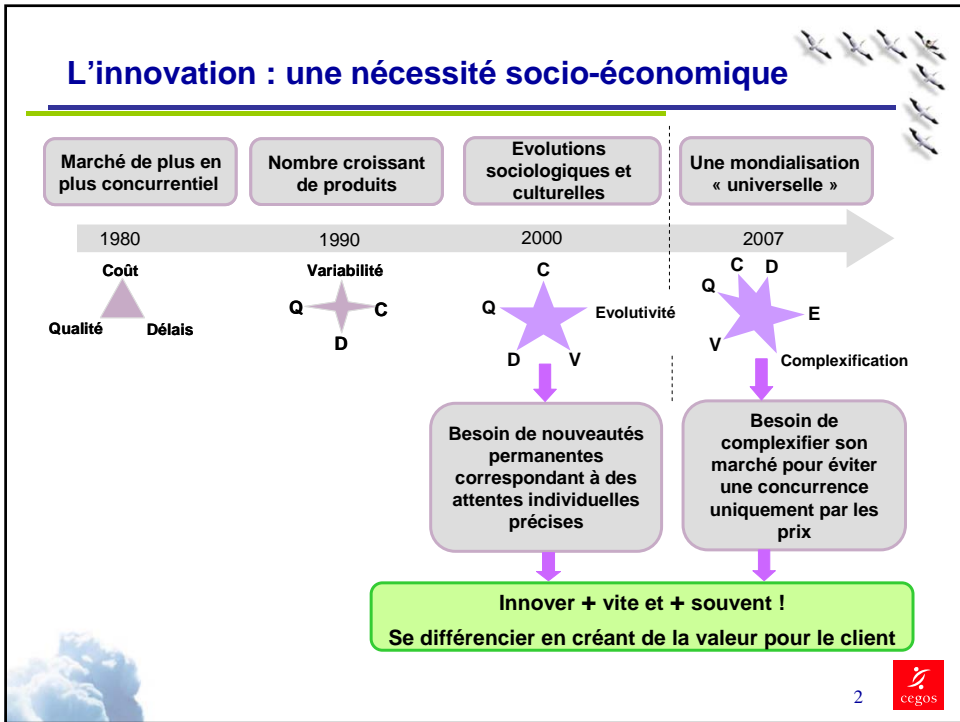 L'innovation : une nécessité socio-économique
Marché de plus en
plus concurrentiel
Nombre croissant
de produits
Evolutions
sociologiques et
culturelles
Une mondialisation
« universelle »
1980
1990
2000
2007
Coût
Qualité
Délais
Variabilité
Q
C
D
C
Q
Evolutivité
D
V
C
D
Q
E
V
Complexification
Besoin de nouveautés
permanentes
correspondant à des
attentes individuelles
précises
Besoin de
complexifier son
marché pour éviter
une concurrence
uniquement par les
prix
Innover + vite et + souvent !
Se différencier en créant de la valeur pour le client
2
cegos